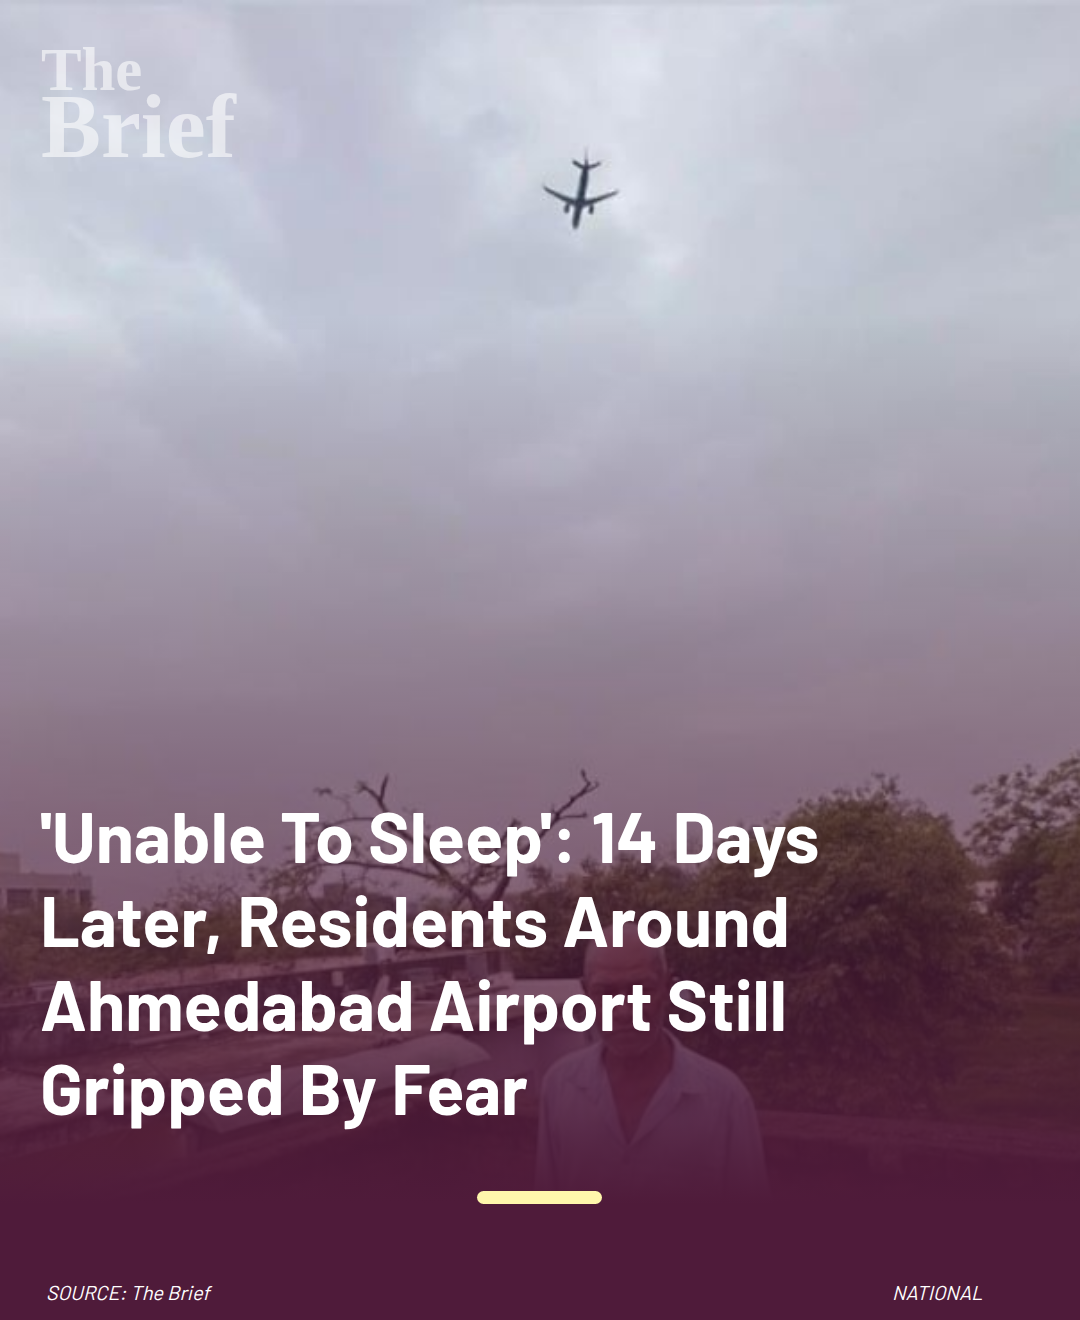 The
Brief
'Unable To Sleep': 14 Days
Later, Residents Around
Ahmedabad Airport Still
Gripped By Fear
SOURCE: The Brief
NATIONAL